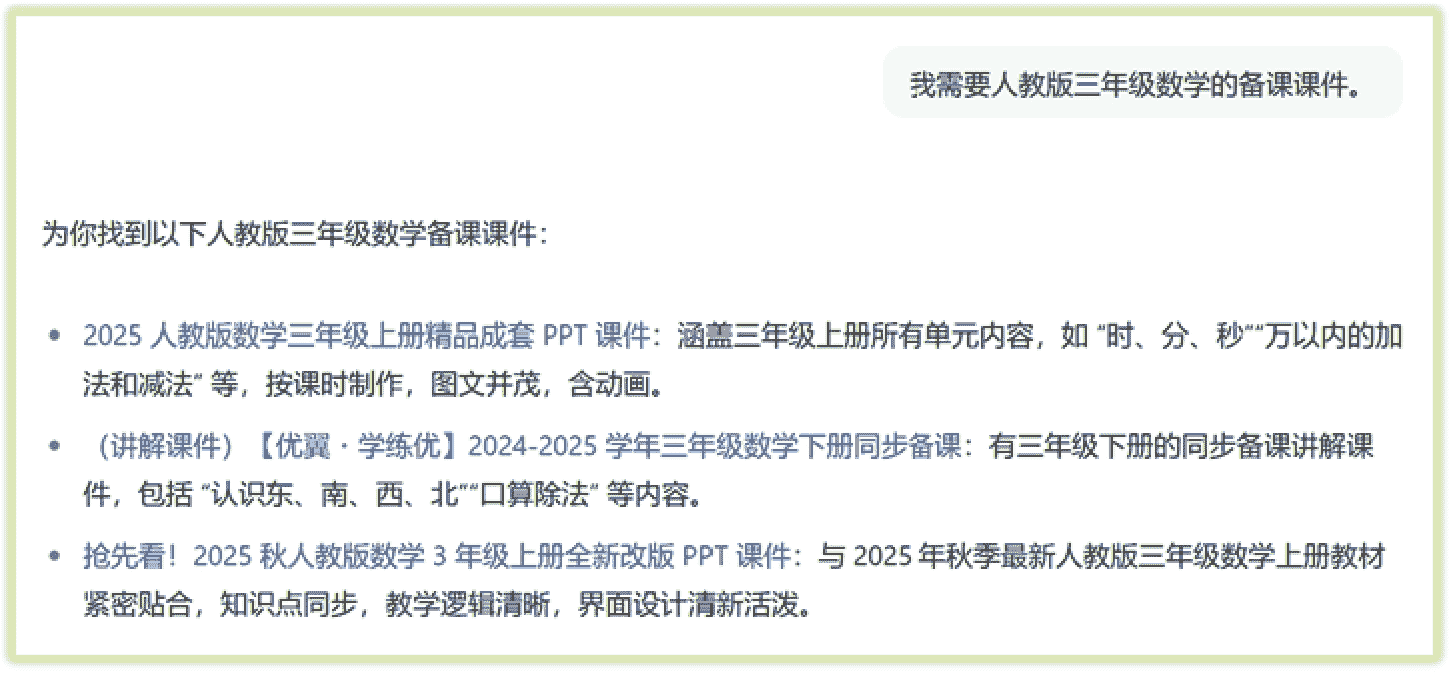 我需要人教版三年级数学的备课课件。
为你找到以下人教版三年级数学备课课件：
• 2025 人教版数学三年级上册精品成套 PPT 课件：涵盖三年级上册所有单元内容，如 “时、分、秒”“万以内的加
法和减法” 等，按课时制作，图文并茂，含动画。
• （讲解课件）【优翼·学练优】2024-2025 学年三年级数学下册同步备课：有三年级下册的同步备课讲解课
件，包括 “认识东、南、西、北”“口算除法” 等内容。
• 抢先看！2025 秋人教版数学 3 年级上册全新改版 PPT 课件：与 2025 年秋季最新人教版三年级数学上册教材
紧密贴合，知识点同步，教学逻辑清晰，界面设计清新活泼。